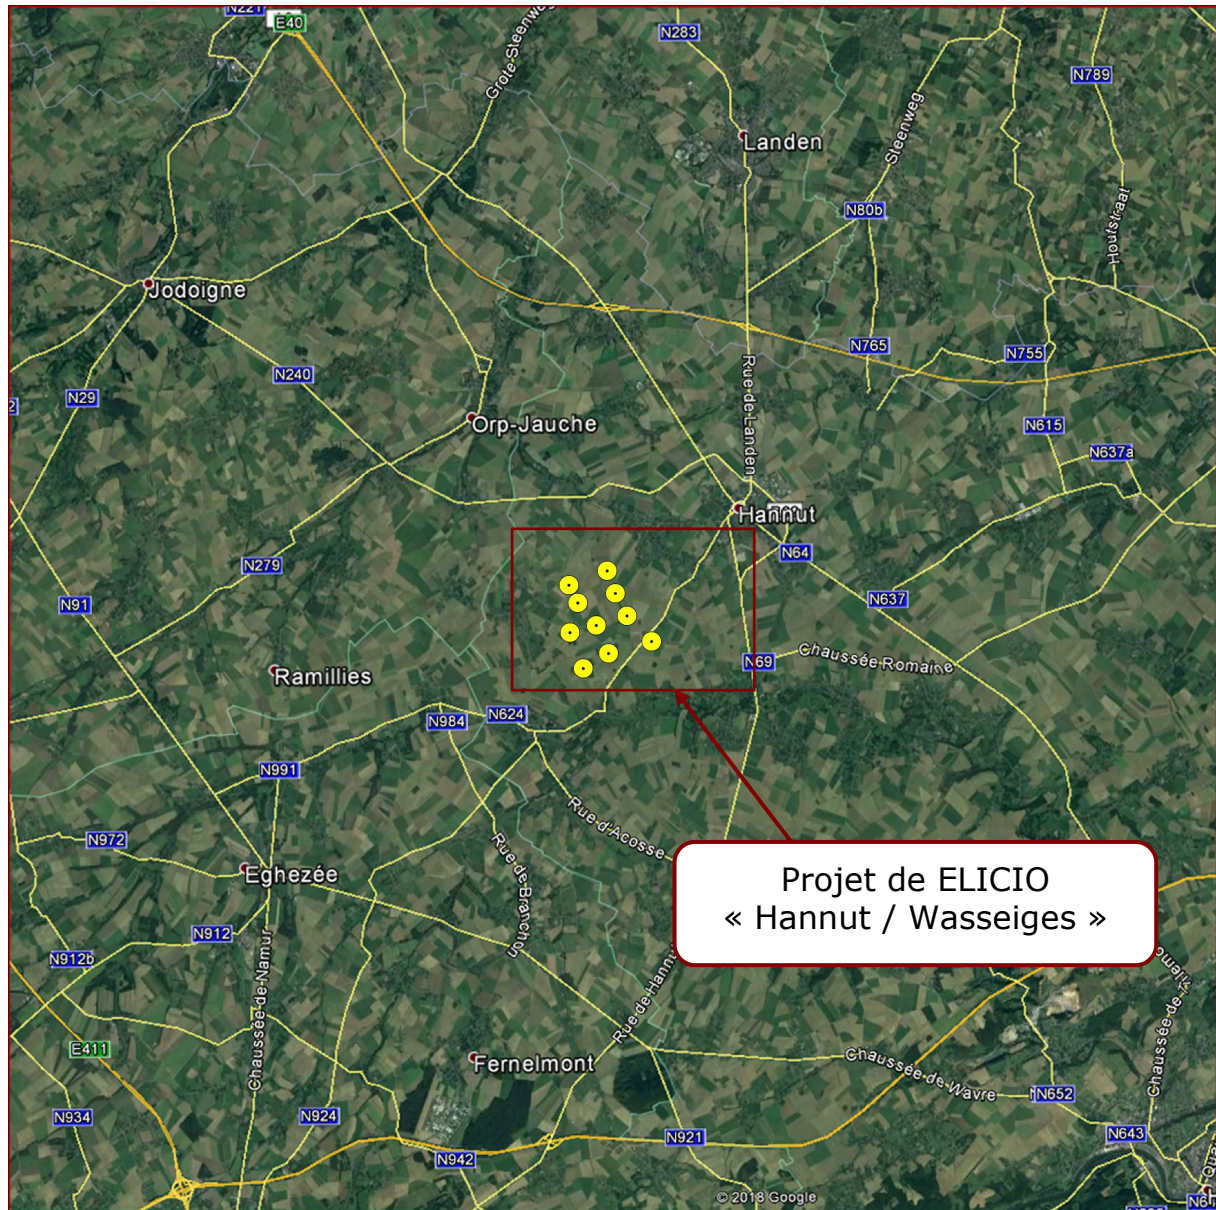 N221
E40
Grote Steenweg
N283
N789
Landen
Steenweg
N80b
Houtstraat
Jodoigne
N240
N765
N755
N29
Rue de Landen
Orp-Jauche
N615
N637a
Hannut
N64
N279
N91
N637
Chaussée Romaine
N69
Ramillies
N984
N624
N991
Rue d'Acosse
N972
Rue de Branchon
Eghezée
Projet de ELICIO
« Hannut / Wasseiges »
N912
N912b
Chaussée de Namur
Rue de Hannut
E411
Fernelmont
Chaussée de Wavre
N652
N934
N924
N921
N643
N942
© 2018 Google